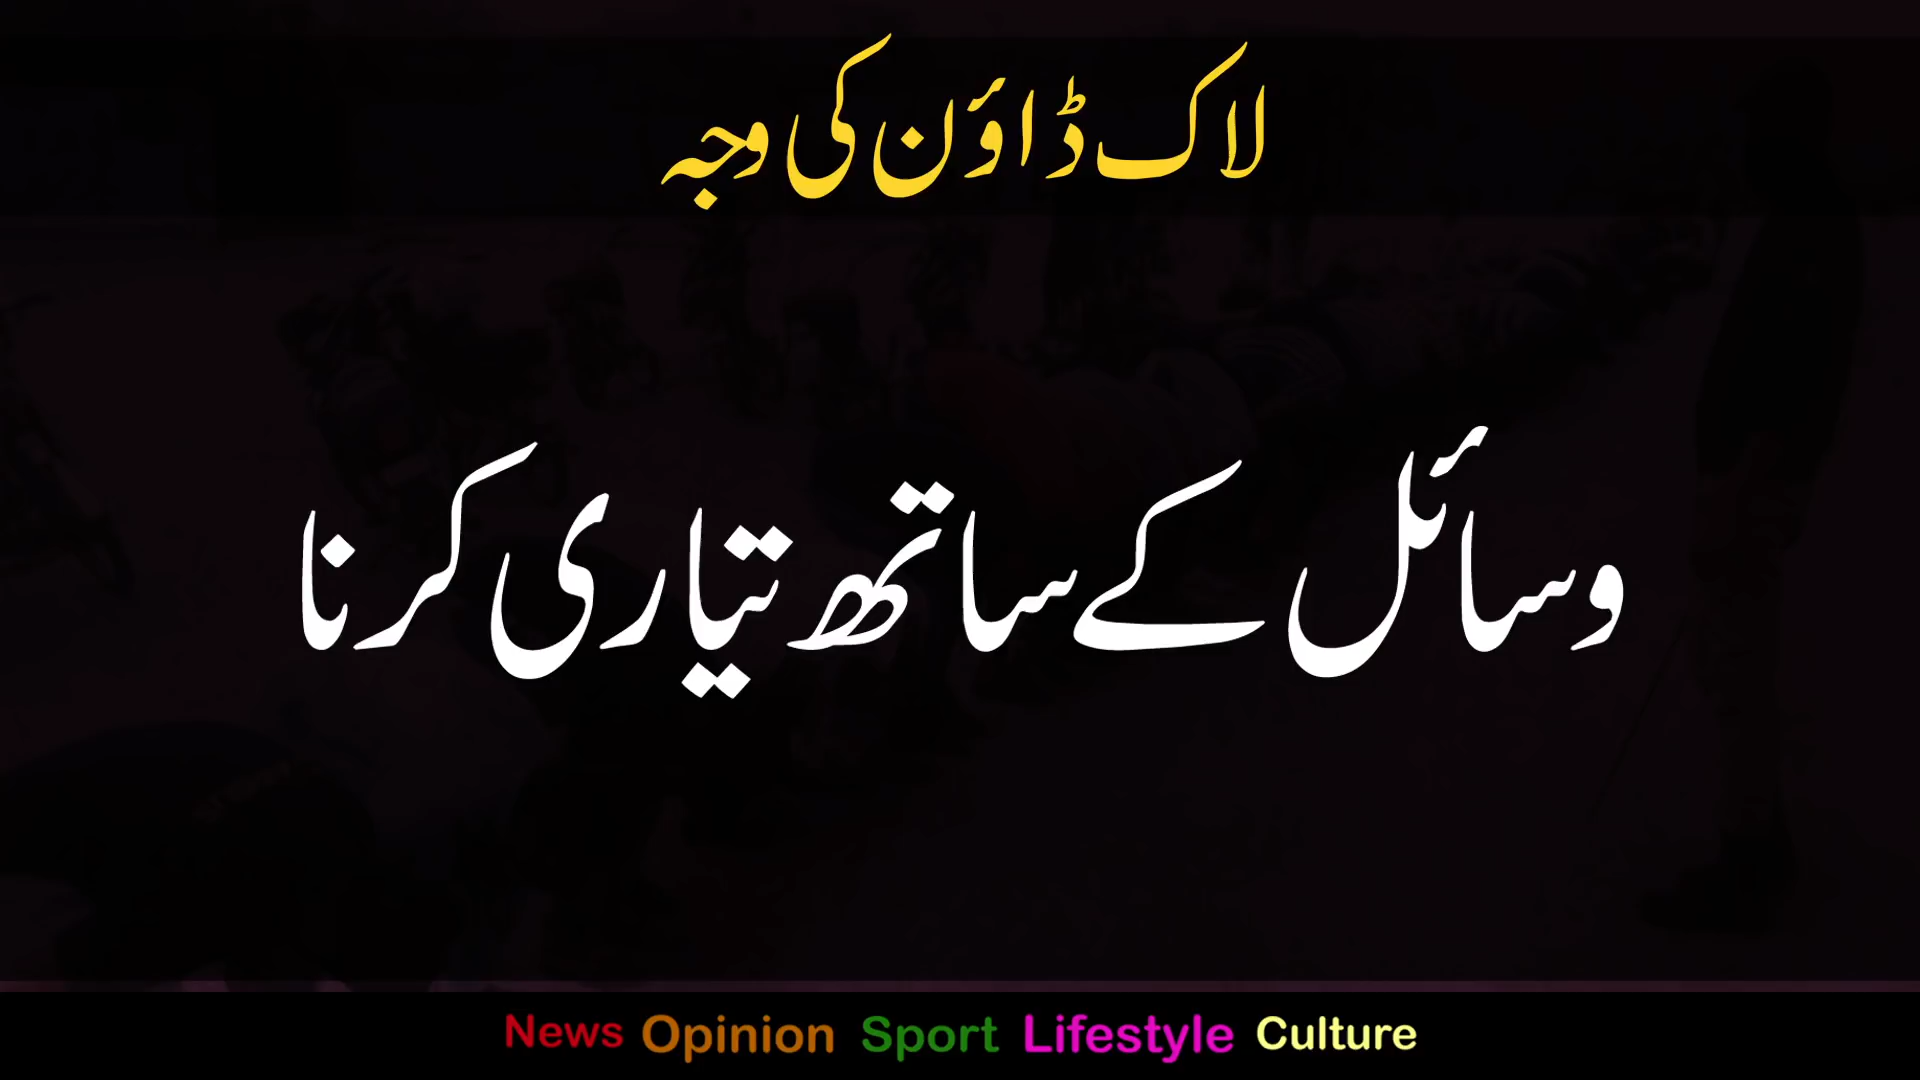 لاک ڈاؤن کی وجہ
وسائل کے ساتھ تیاری کرنا
News Opinion Sport Lifestyle Culture